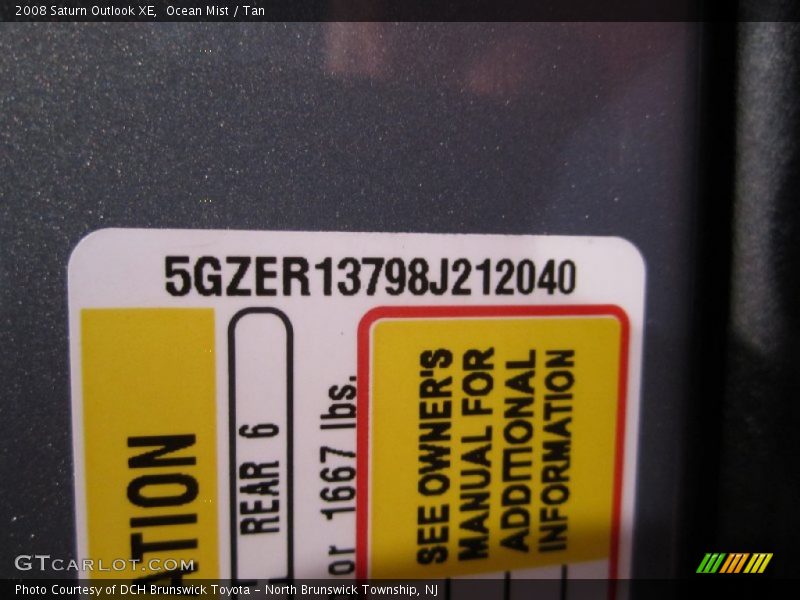 2008 Saturn Outlook XE, Ocean Mist / Tan
5GZER13798J212040
ATION
REAR 6
or 1667 lbs.
SEE OWNER'S
MANUAL FOR
ADDITIONAL
INFORMATION
GTCARLOT.COM
Photo Courtesy of DCH Brunswick Toyota - North Brunswick Township, NJ